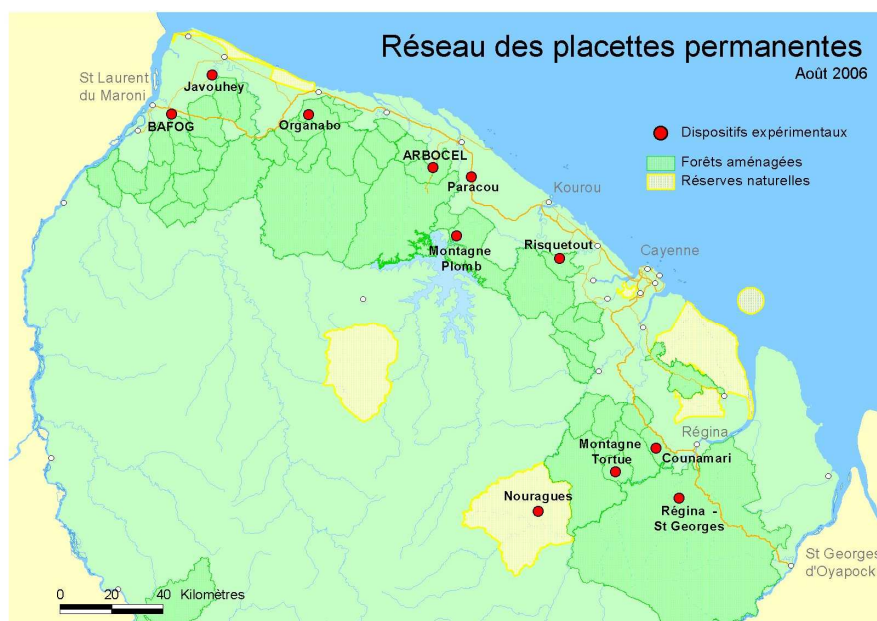 Réseau des placettes permanentes
Août 2006
St Laurent
du Maroni
Javouhey
BAFOG
Organabo
Dispositifs expérimentaux
ARBOCEL
Forêts aménagées
Paracou
Réserves naturelles
Kourou
Montagne
Plomb
Risquetout
Cayenne
Régina
Montagne
Tortue
Counamari
Nouragues
Régina -
St Georges
St Georges
d'Oyapock
0 20 40 Kilomètres